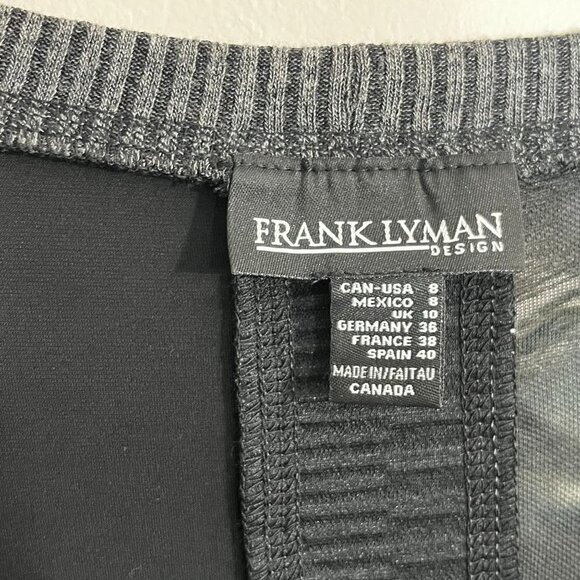 FRANK LYMAN
DESIGN
CAN-USA 8
MEXICO 8
UK 10
GERMANY 36
FRANCE 38
SPAIN 40
MADE IN/FAIT AU
CANADA